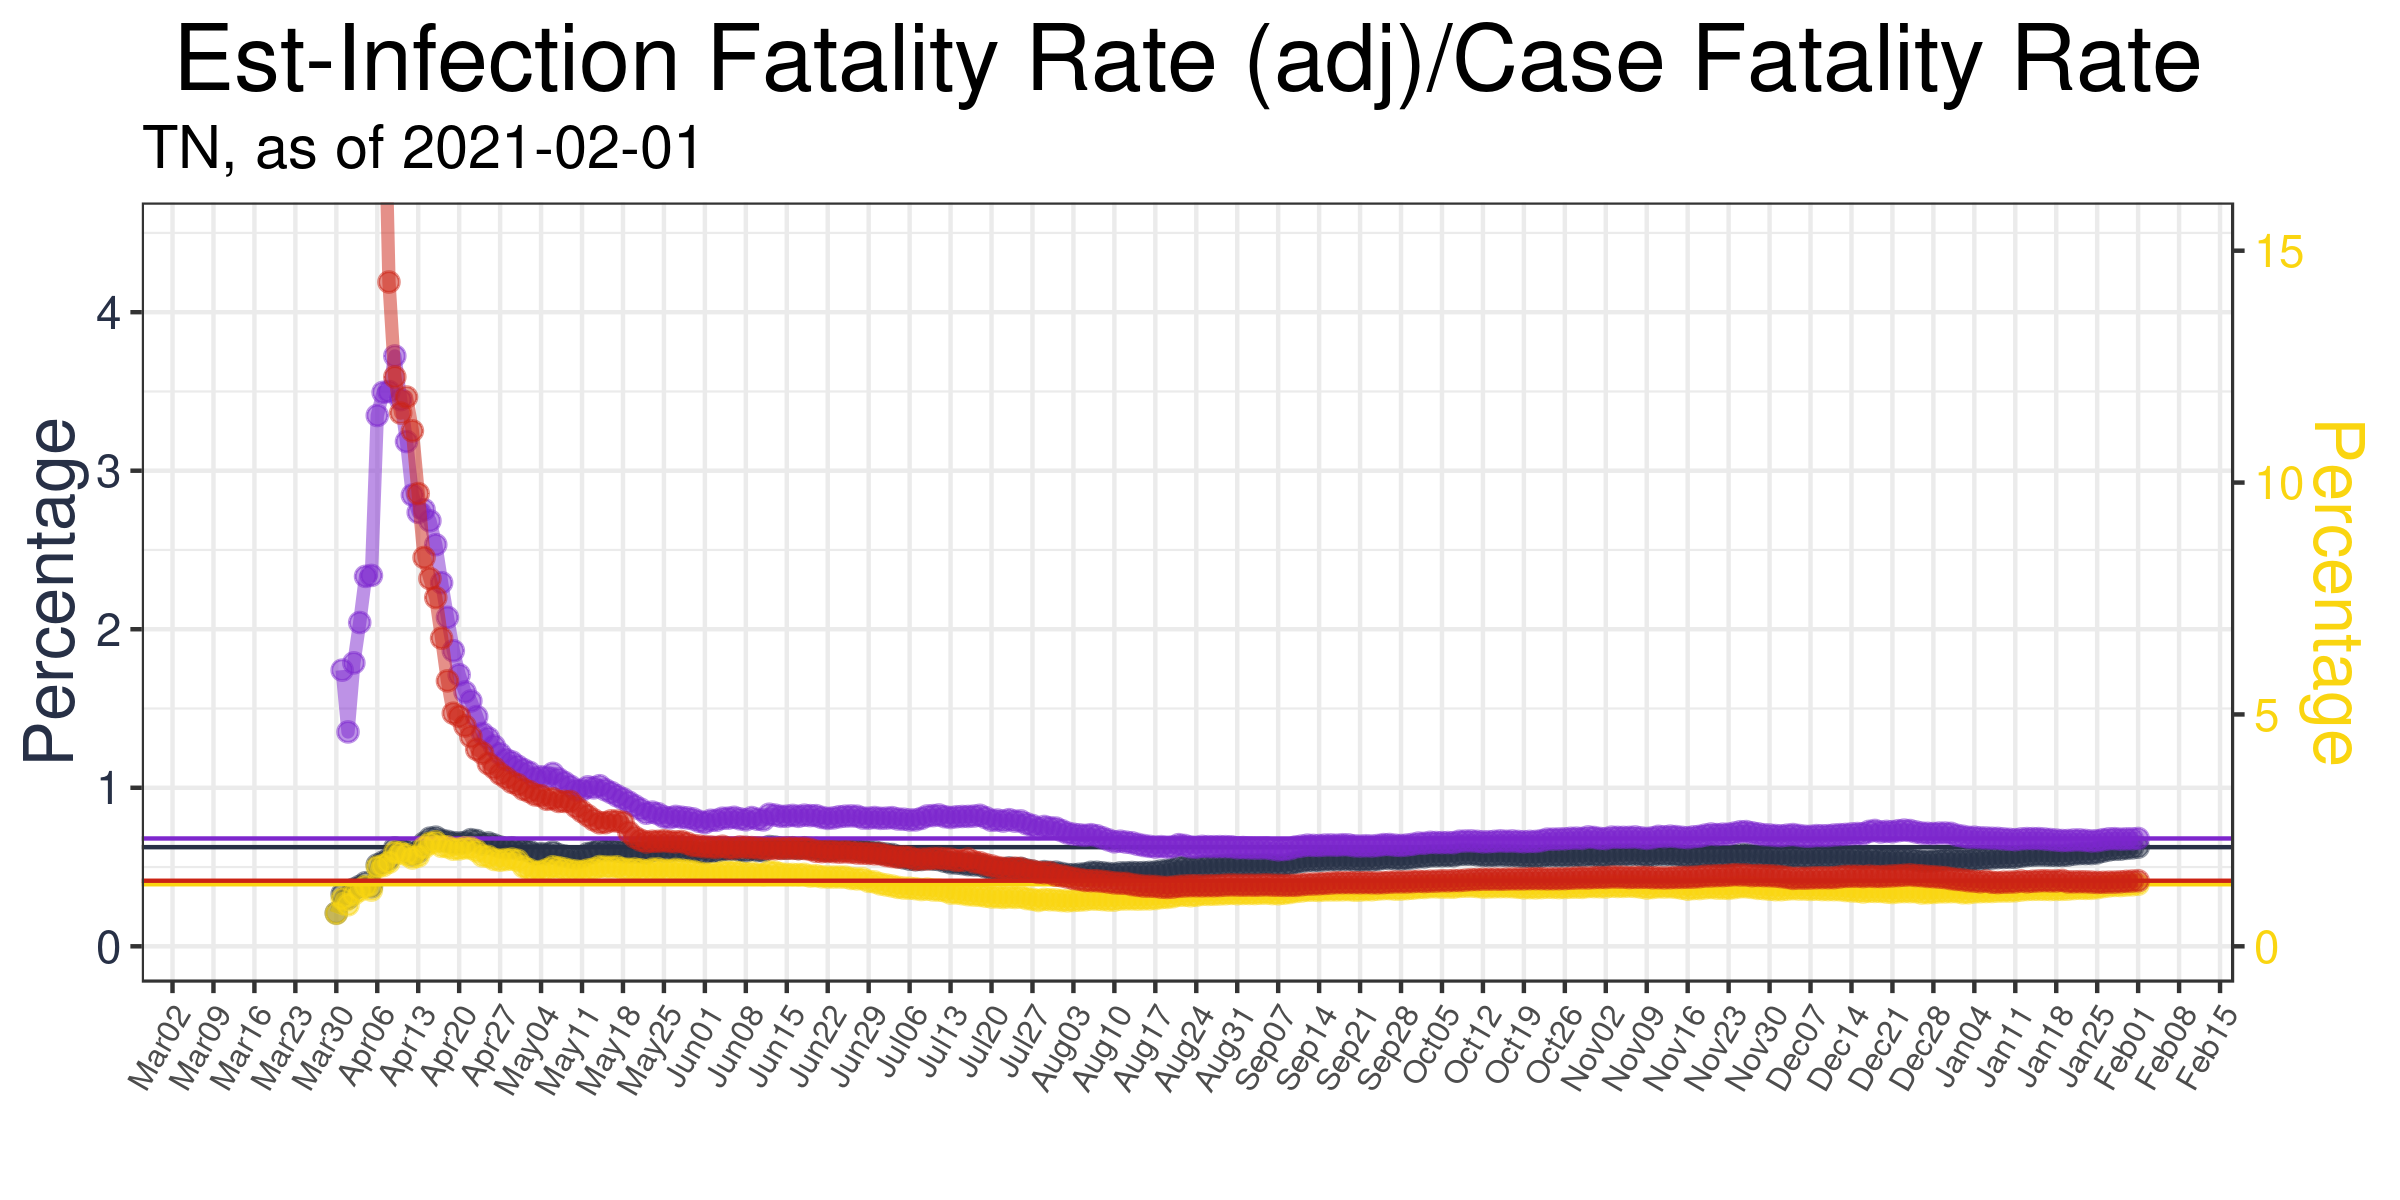 Est-Infection Fatality Rate (adj)/Case Fatality Rate
TN, as of 2021-02-01
Percentage
4
3
2
1
0
15
10
5
0
Percentage
Mar02
Mar09
Mar16
Mar23
Mar30
Apr06
Apr13
Apr20
Apr27
May04
May11
May18
May25
Jun01
Jun08
Jun15
Jun22
Jun29
Jul06
Jul13
Jul20
Jul27
Aug03
Aug10
Aug17
Aug24
Aug31
Sep07
Sep14
Sep21
Sep28
Oct05
Oct12
Oct19
Oct26
Nov02
Nov09
Nov16
Nov23
Nov30
Dec07
Dec14
Dec21
Dec28
Jan04
Jan11
Jan18
Jan25
Feb01
Feb08
Feb15